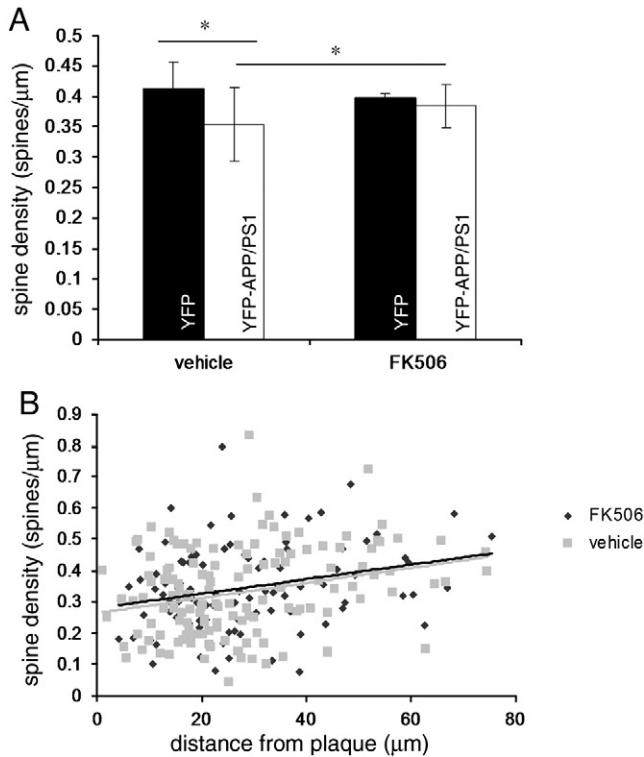 A
spine density (spines/μm)
0.5
0.45
0.4
0.35
0.3
0.25
0.2
0.15
0.1
0.05
0
*
*
YFP
YFP-APP/PS1
YFP
YFP-APP/PS1
vehicle
FK506
B
spine density (spines/μm)
0.9
0.8
0.7
0.6
0.5
0.4
0.3
0.2
0.1
0
0
20
40
60
80
distance from plaque (μm)
FK506
vehicle